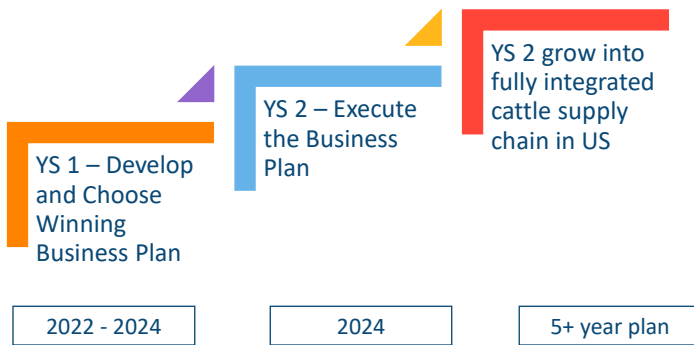 YS 1 – Develop
and Choose
Winning
Business Plan
YS 2 – Execute
the Business
Plan
YS 2 grow into
fully integrated
cattle supply
chain in US
2022 - 2024
2024
5+ year plan